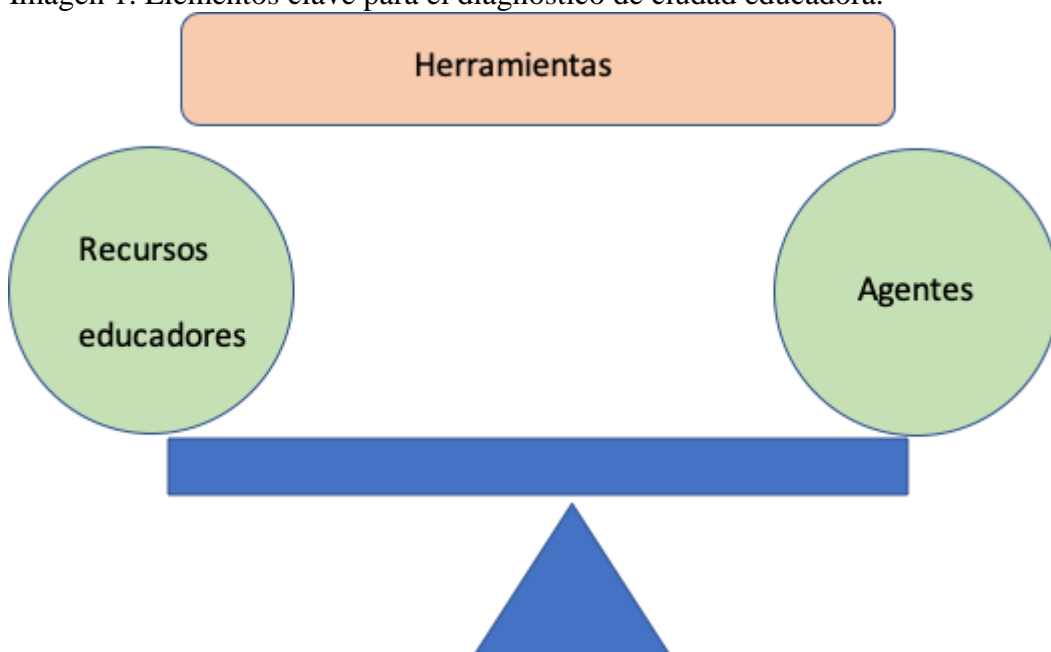 Imagen 1. Elementos clave para el diagnóstico de ciudad educadora.
Herramientas
Recursos
educadores
Agentes